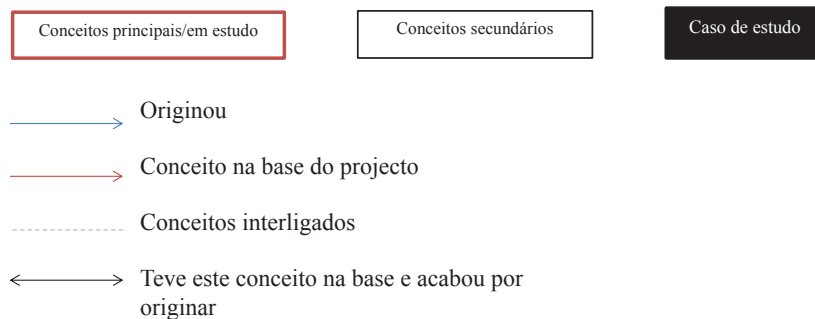 Conceitos principais/em estudo
Conceitos secundários
Caso de estudo
Originou
Conceito na base do projecto
Conceitos interligados
Teve este conceito na base e acabou por
originar